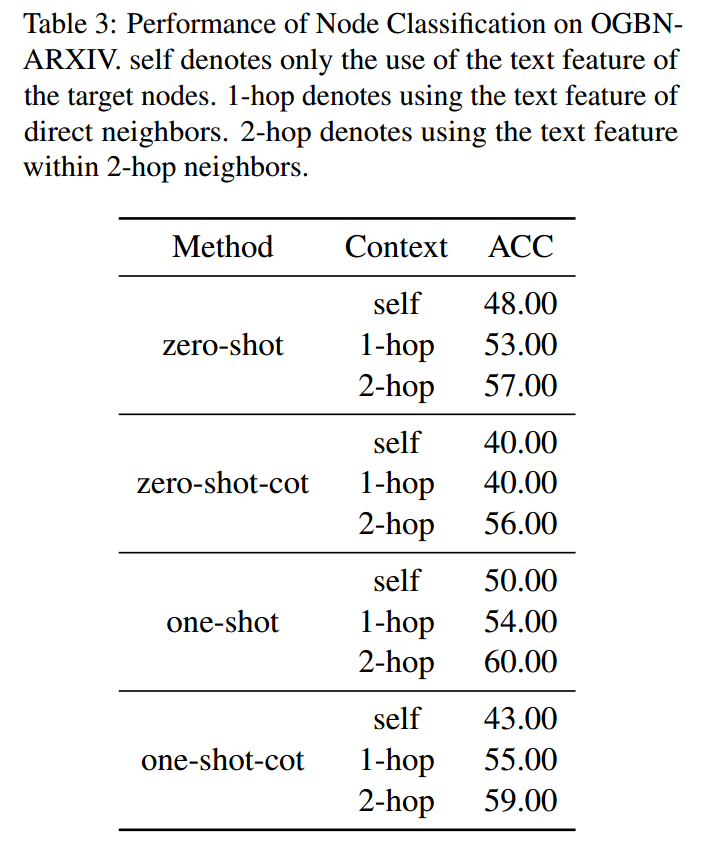 Table 3: Performance of Node Classification on OGBN-
ARXIV. self denotes only the use of the text feature of
the target nodes. 1-hop denotes using the text feature of
direct neighbors. 2-hop denotes using the text feature
within 2-hop neighbors.
Method Context ACC
self 48.00
zero-shot 1-hop 53.00
2-hop 57.00
self 40.00
zero-shot-cot 1-hop 40.00
2-hop 56.00
self 50.00
one-shot 1-hop 54.00
2-hop 60.00
self 43.00
one-shot-cot 1-hop 55.00
2-hop 59.00